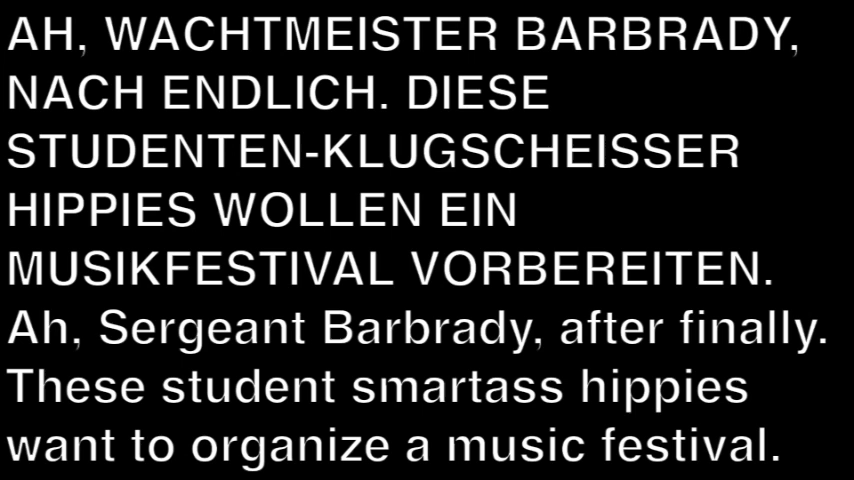 AH, WACHTMEISTER BARBRADY,
NACH ENDLICH. DIESE
STUDENTEN-KLUGSCHEISSER
HIPPIES WOLLEN EIN
MUSIKFESTIVAL VORBEREITEN.
Ah, Sergeant Barbrady, after finally.
These student smartass hippies
want to organize a music festival.